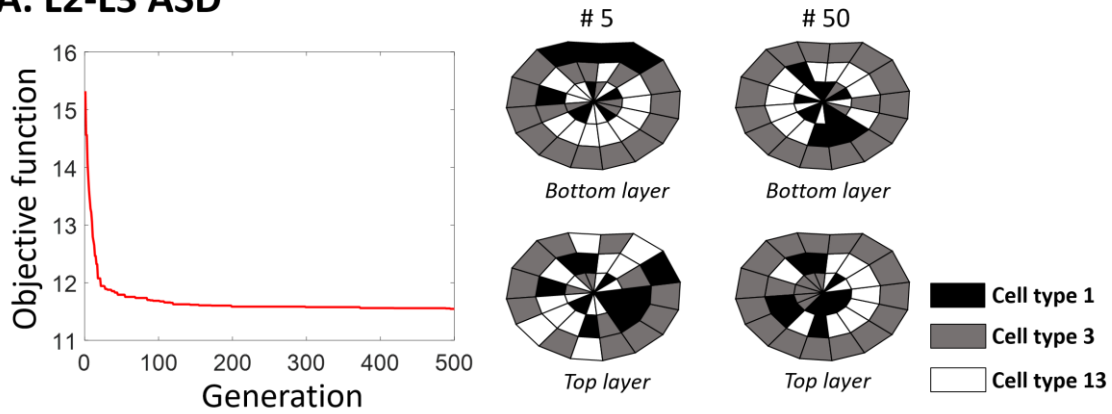 A: L2-L3 ASD
# 5
# 50
16
15
14
13
12
11
0
100
200
300
400
500
Objective function
Generation
Bottom layer
Bottom layer
Top layer
Top layer
Cell type 1
Cell type 3
Cell type 13